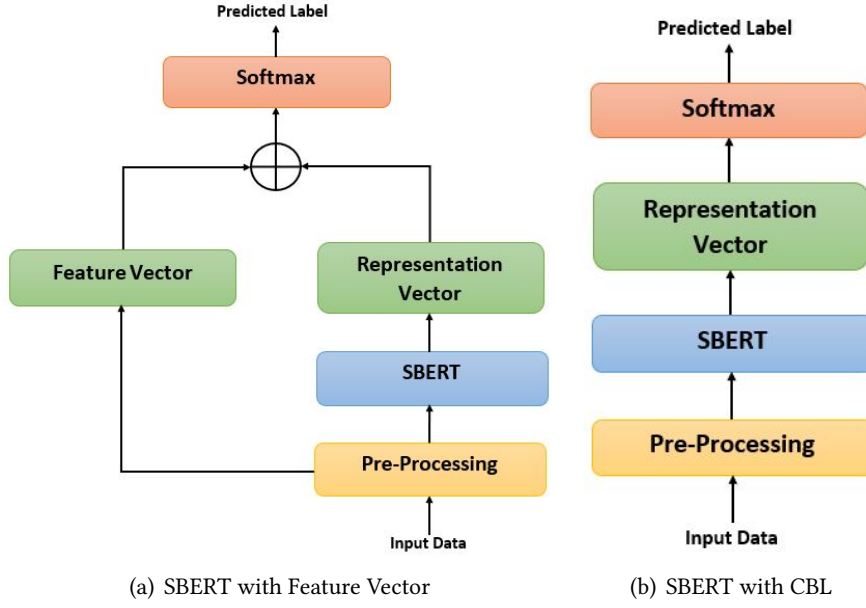 Predicted Label
Softmax
Feature Vector
Representation
Vector
SBERT
Pre-Processing
Input Data
(a) SBERT with Feature Vector
Predicted Label
Softmax
Representation
Vector
SBERT
Pre-Processing
Input Data
(b) SBERT with CBL